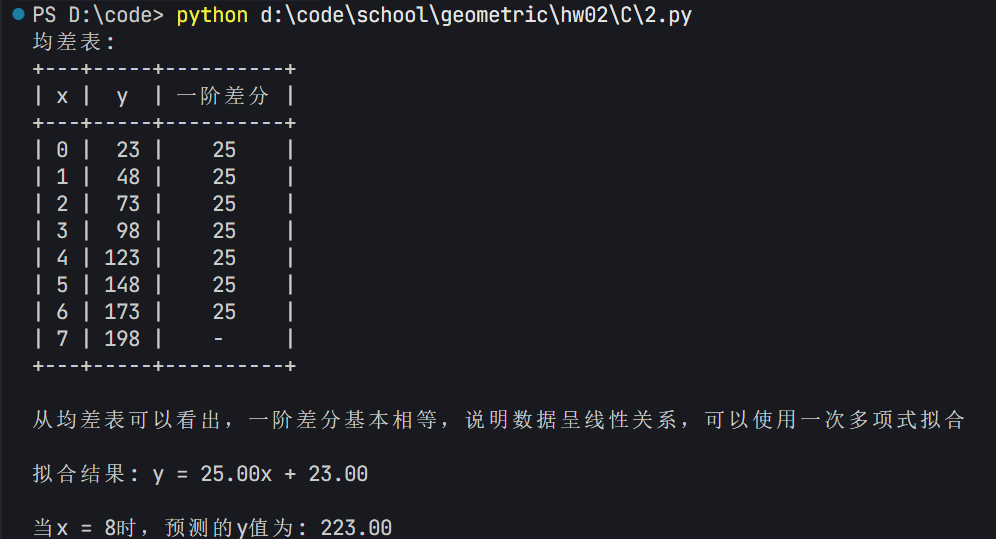 PS D:\code> python d:\code\school\geometric\hw02\C\2.py
均差表:
+---+-----+----------+
| x |  y  | 一阶差分 |
+---+-----+----------+
| 0 |  23 |    25    |
| 1 |  48 |    25    |
| 2 |  73 |    25    |
| 3 |  98 |    25    |
| 4 | 123 |    25    |
| 5 | 148 |    25    |
| 6 | 173 |    25    |
| 7 | 198 |    -     |
+---+-----+----------+
从均差表可以看出，一阶差分基本相等，说明数据呈线性关系，可以使用一次多项式拟合
拟合结果: y = 25.00x + 23.00
当x = 8时，预测的y值为: 223.00